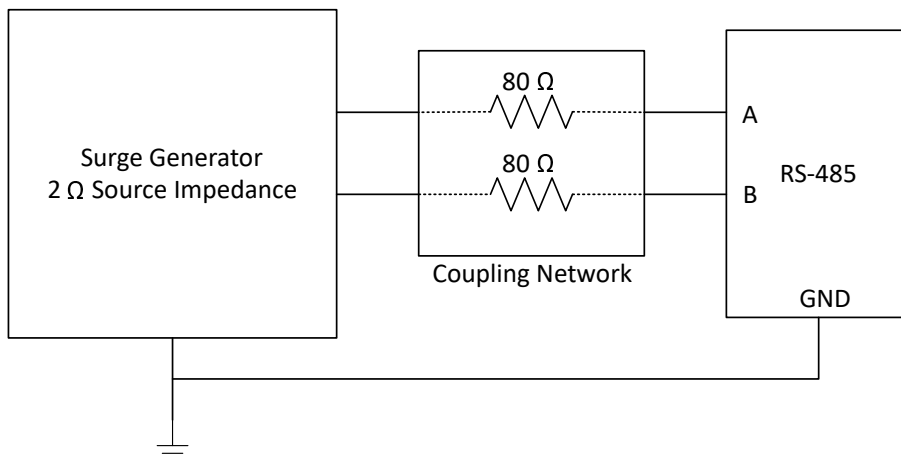 80 Ω
Surge Generator
2 Ω Source Impedance
80 Ω
A
B
RS-485
GND
Coupling Network